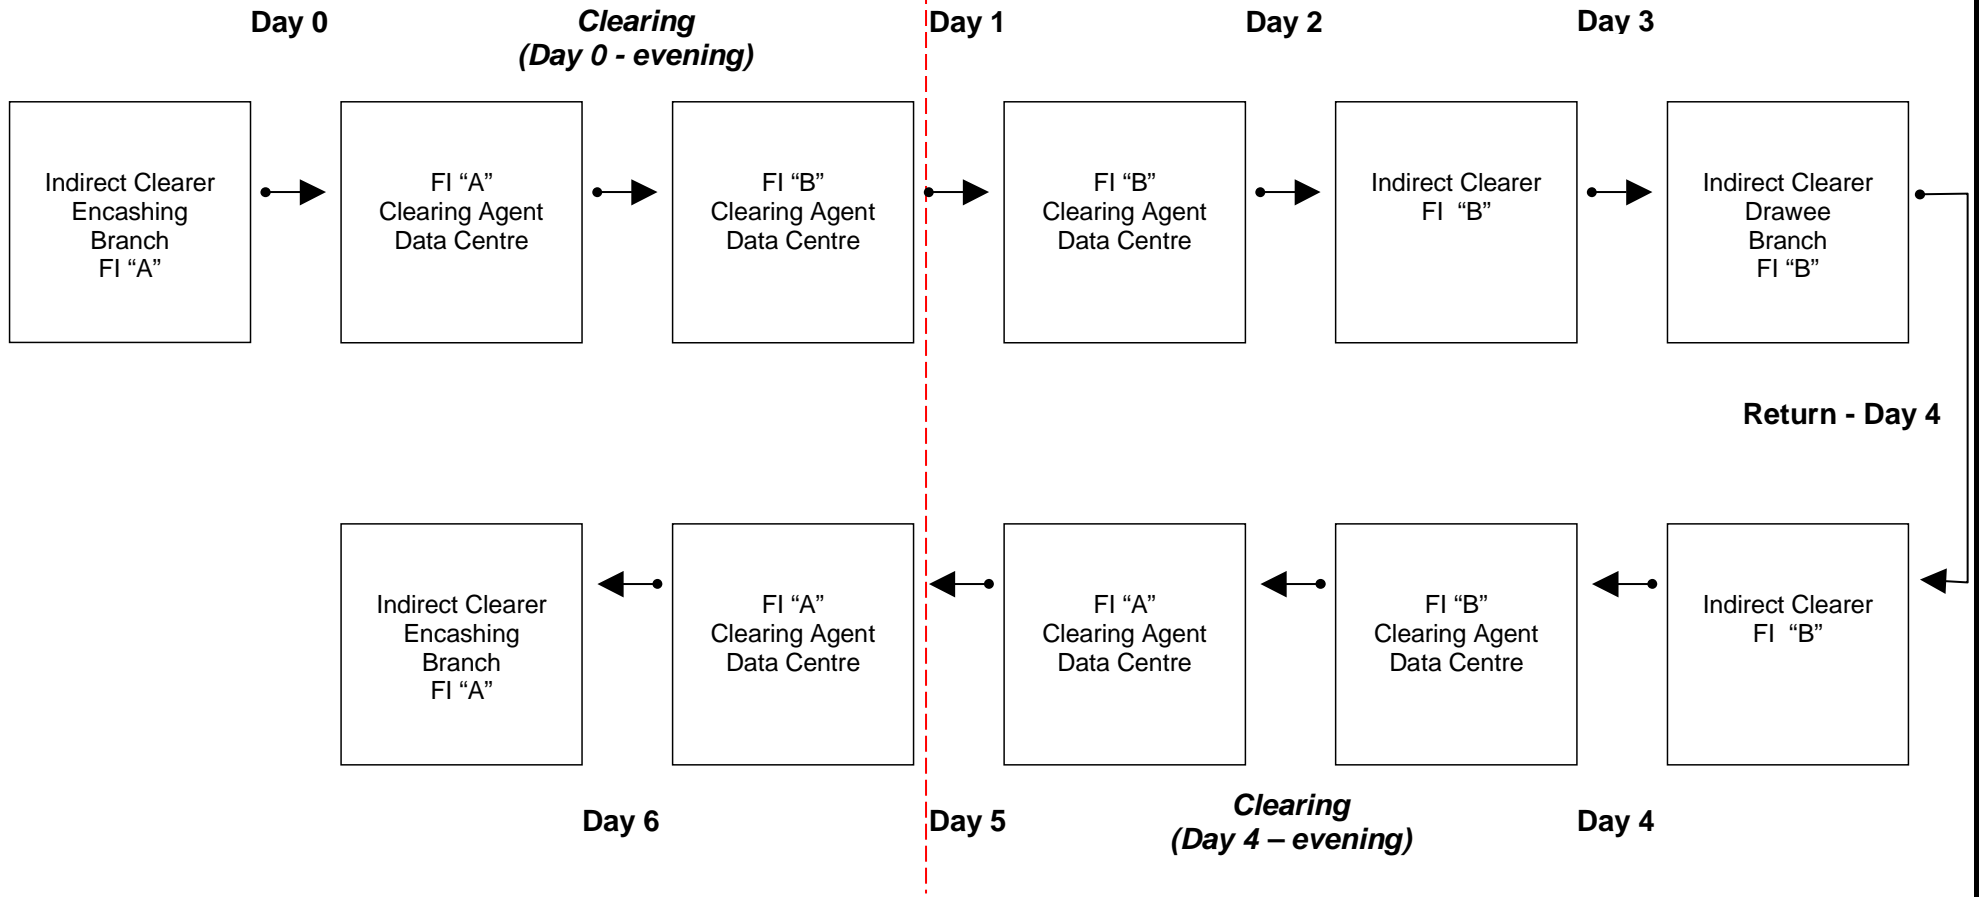 Day 0
Clearing
(Day 0 - evening)
Day 1
Day 2
Day 3
Indirect Clearer
Encashing
Branch
FI “A”
FI “A”
Clearing Agent
Data Centre
FI “B”
Clearing Agent
Data Centre
FI “B”
Clearing Agent
Data Centre
Indirect Clearer
FI “B”
Indirect Clearer
Drawee
Branch
FI “B”
Return - Day 4
Indirect Clearer
Encashing
Branch
FI “A”
FI “A”
Clearing Agent
Data Centre
FI “A”
Clearing Agent
Data Centre
FI “B”
Clearing Agent
Data Centre
Indirect Clearer
FI “B”
Day 6
Day 5
Clearing
(Day 4 – evening)
Day 4